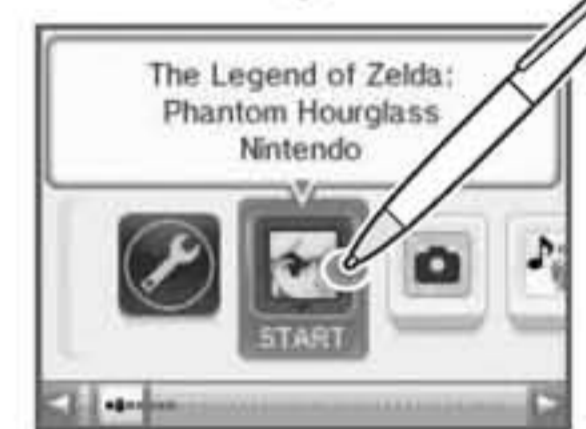 The Legend of Zelda:
Phantom Hourglass
Nintendo
START